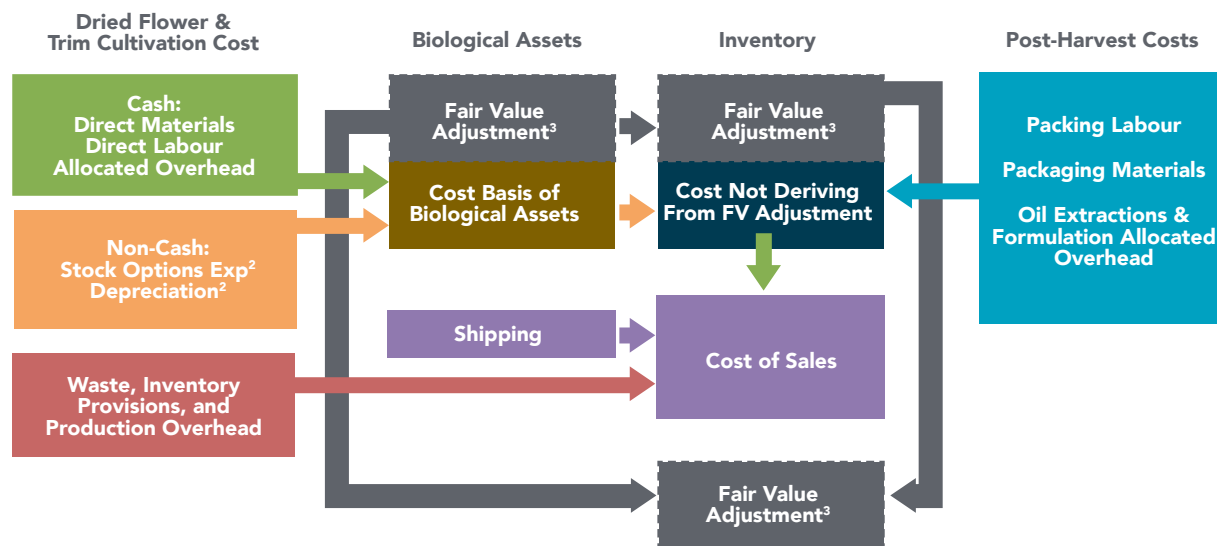 Dried Flower &
Trim Cultivation Cost
Biological Assets
Inventory
Post-Harvest Costs
Cash:
Direct Materials
Direct Labour
Allocated Overhead
Non-Cash:
Stock Options Exp²
Depreciation²
Waste, Inventory
Provisions, and
Production Overhead
Fair Value
Adjustment³
Cost Basis of
Biological Assets
Shipping
Fair Value
Adjustment³
Cost Not Deriving
From FV Adjustment
Cost of Sales
Fair Value
Adjustment³
Packing Labour
Packaging Materials
Oil Extractions &
Formulation Allocated
Overhead